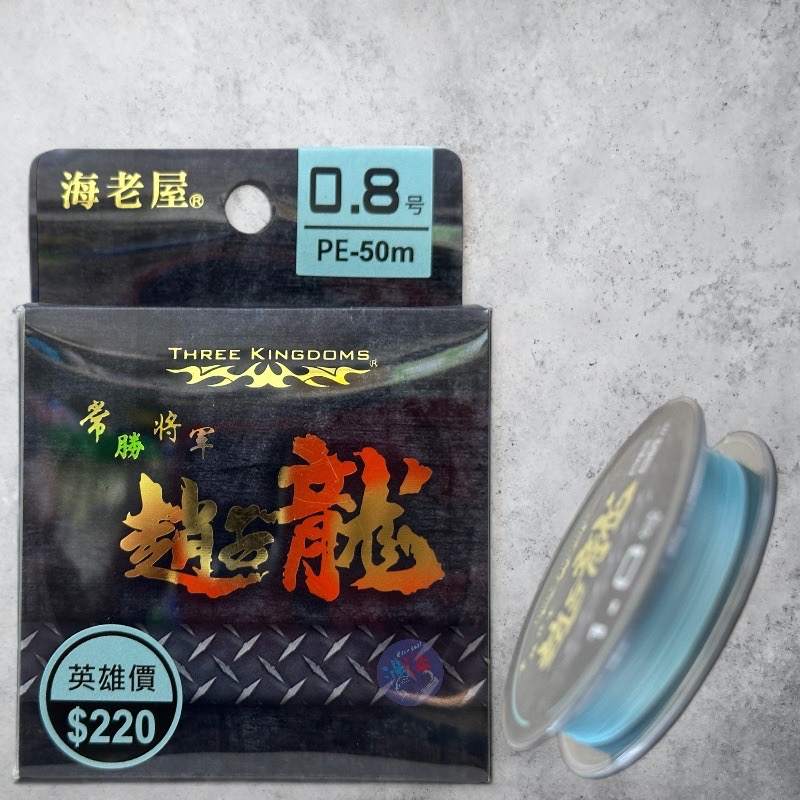 海老屋®
0.8号
PE-50m
THREE KINGDOMS®
常勝將軍
趙雲龍
英雄價
$220